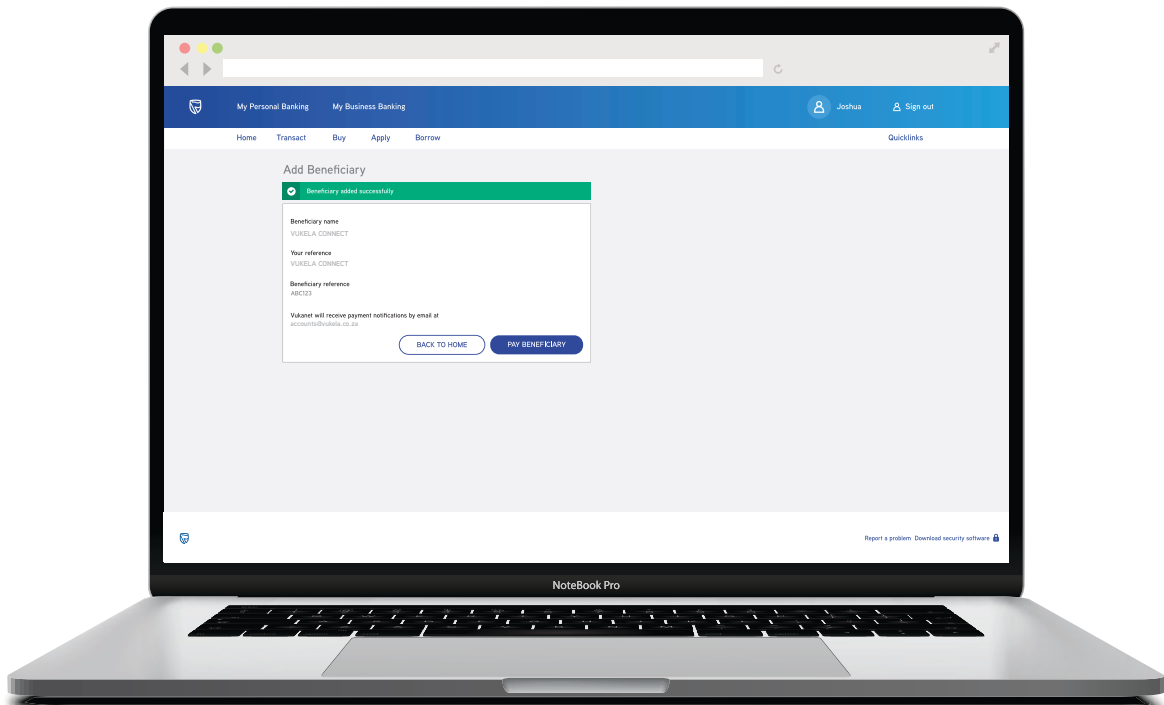 My Personal Banking My Business Banking Joshua Sign out
Home Transact Buy Apply Borrow Quicklinks
Add Beneficiary
Beneficiary added successfully
Beneficiary name
VUKELA CONNECT
Your reference
VUKELA CONNECT
Beneficiary reference
ABC123
Vukanet will receive payment notifications by email at
accounts@vukela.co.za
BACK TO HOME PAY BENEFICIARY
Report a problem Download security software
NoteBook Pro